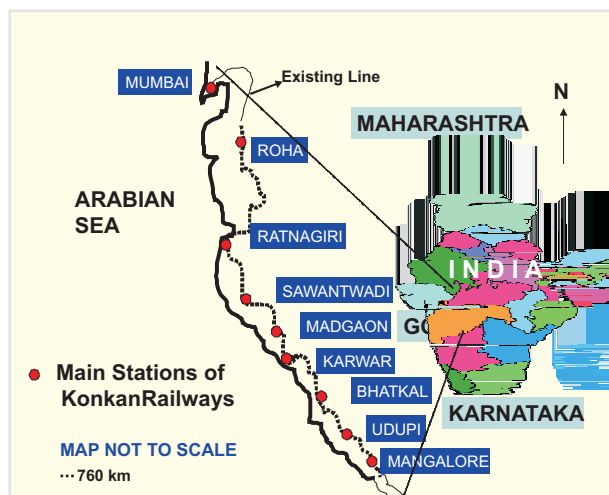 MUMBAI
Existing Line
N
MAHARASHTRA
ROHA
ARABIAN
SEA
RATNAGIRI
INDIA
SAWANTWADI
MADGAON
GO
KARWAR
Main Stations of
KonkanRailways
BHATKAL
KARNATAKA
UDUPI
MAP NOT TO SCALE
MANGALORE
... 760 km